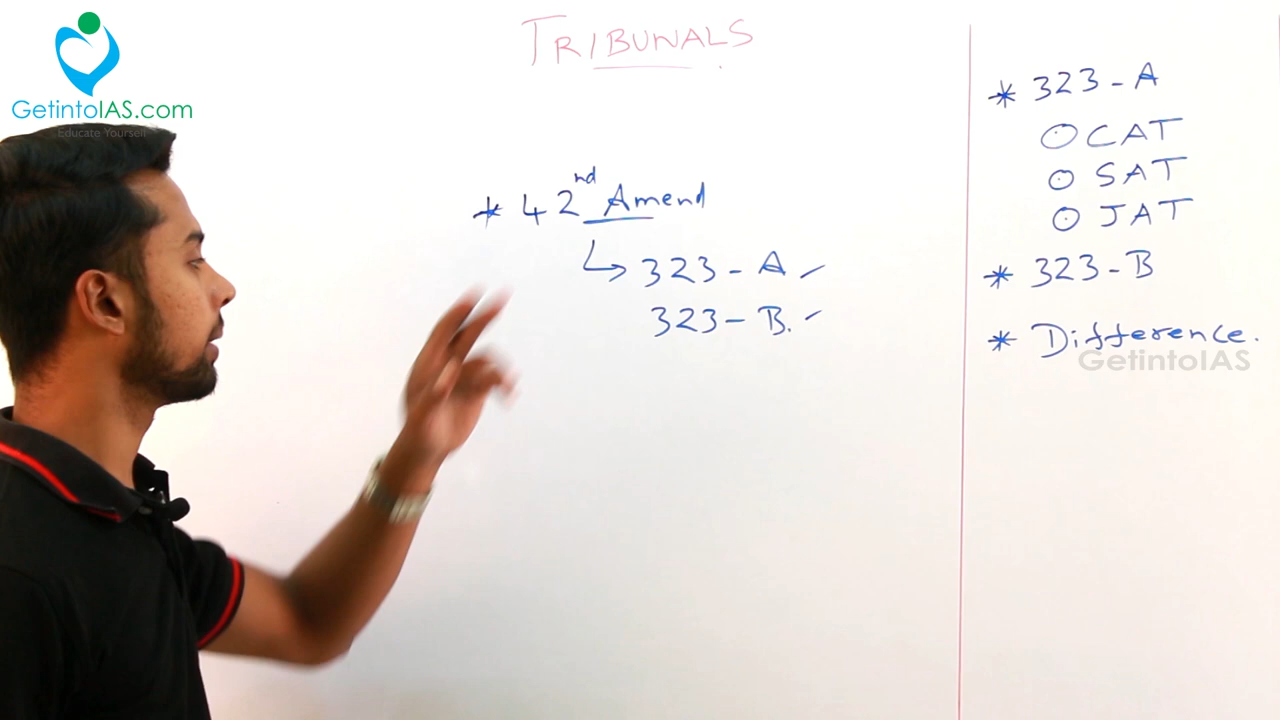 GetintoIAS.com
Educate Yourself
TRIBUNALS
* 42nd Amend
↳ 323-A ✓
323-B. ✓
* 323-A
○ CAT
○ SAT
○ JAT
* 323-B
* Difference.
GetintoIAS